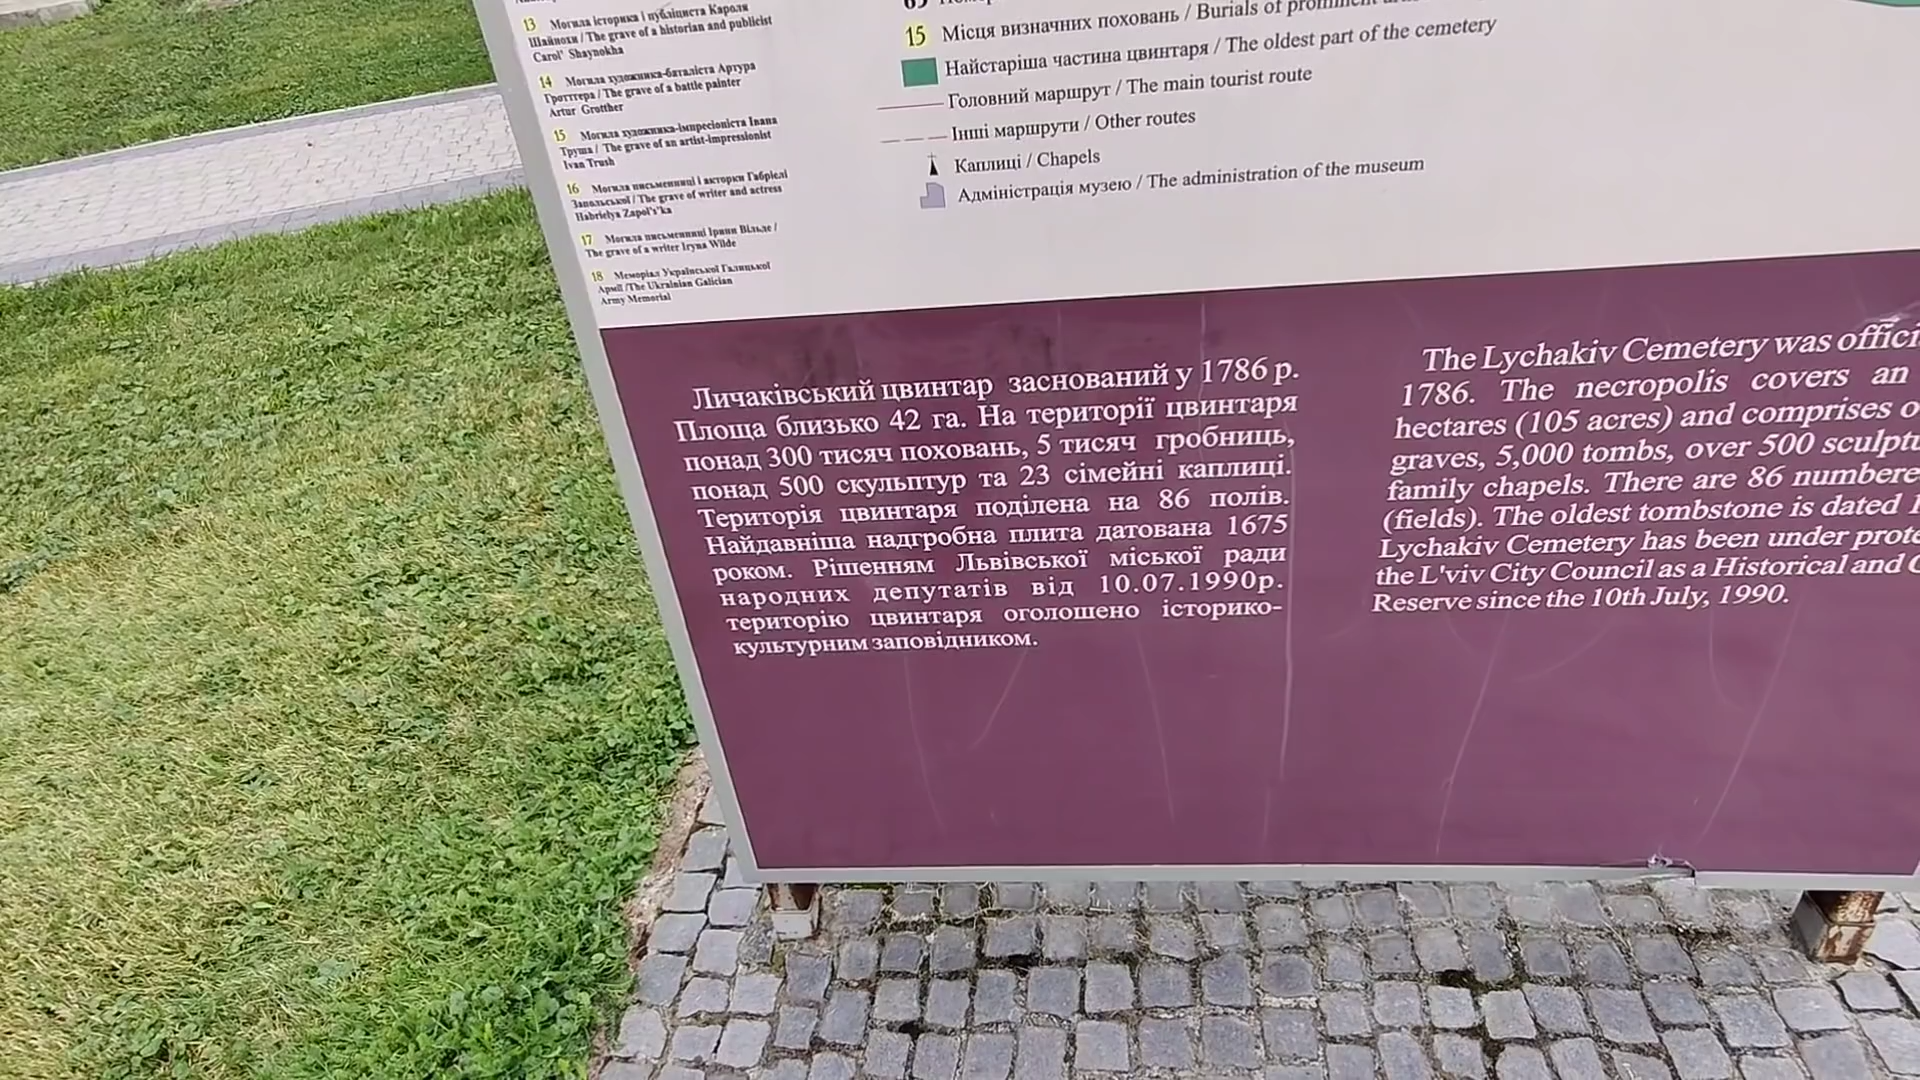 13 Могила історика і публіциста Кароля
Шайнохи / The grave of a historian and publicist
Carol' Shaynokha
14 Могила художника-баталіста Артура
Гроттгера / The grave of a battle painter
Artur Grotther
15 Могила художника-імпресіоніста Івана
Труша / The grave of an artist-impressionist
Ivan Trush
16 Могила письменниці і акторки Габрієлі
Запольської / The grave of writer and actress
Habrielya Zapol's'ka
17 Могила письменниці Ірини Вільде /
The grave of a writer Iryna Wilde
18 Меморіал Української Галицької
Армії /The Ukrainian Galician
Army Memorial
15 Місця визначних поховань / Burials of
Найстаріша частина цвинтаря / The oldest part of the cemetery
Головний маршрут / The main tourist route
Інші маршрути / Other routes
Каплиці / Chapels
Адміністрація музею / The administration of the museum
Личаківський цвинтар заснований у 1786 р.
Площа близько 42 га. На території цвинтаря
понад 300 тисяч поховань, 5 тисяч гробниць,
понад 500 скульптур та 23 сімейні каплиці.
Територія цвинтаря поділена на 86 полів.
Найдавніша надгробна плита датована 1675
роком. Рішенням Львівської міської ради
народних депутатів від 10.07.1990р.
територію цвинтаря оголошено історико-
культурним заповідником.
The Lychakiv Cemetery was
1786. The necropolis covers an
hectares (105 acres) and comprises
graves, 5,000 tombs, over 500
family chapels. There are 86
(fields). The oldest tombstone is dated
Lychakiv Cemetery has been under
the L'viv City Council as a Historical and
Reserve since the 10th July, 1990.